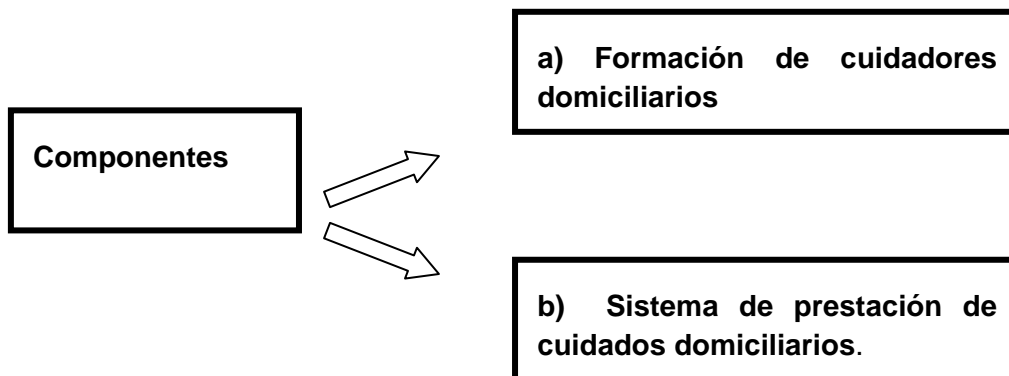 Componentes
a) Formación de cuidadores
domiciliarios
b) Sistema de prestación de
cuidados domiciliarios.